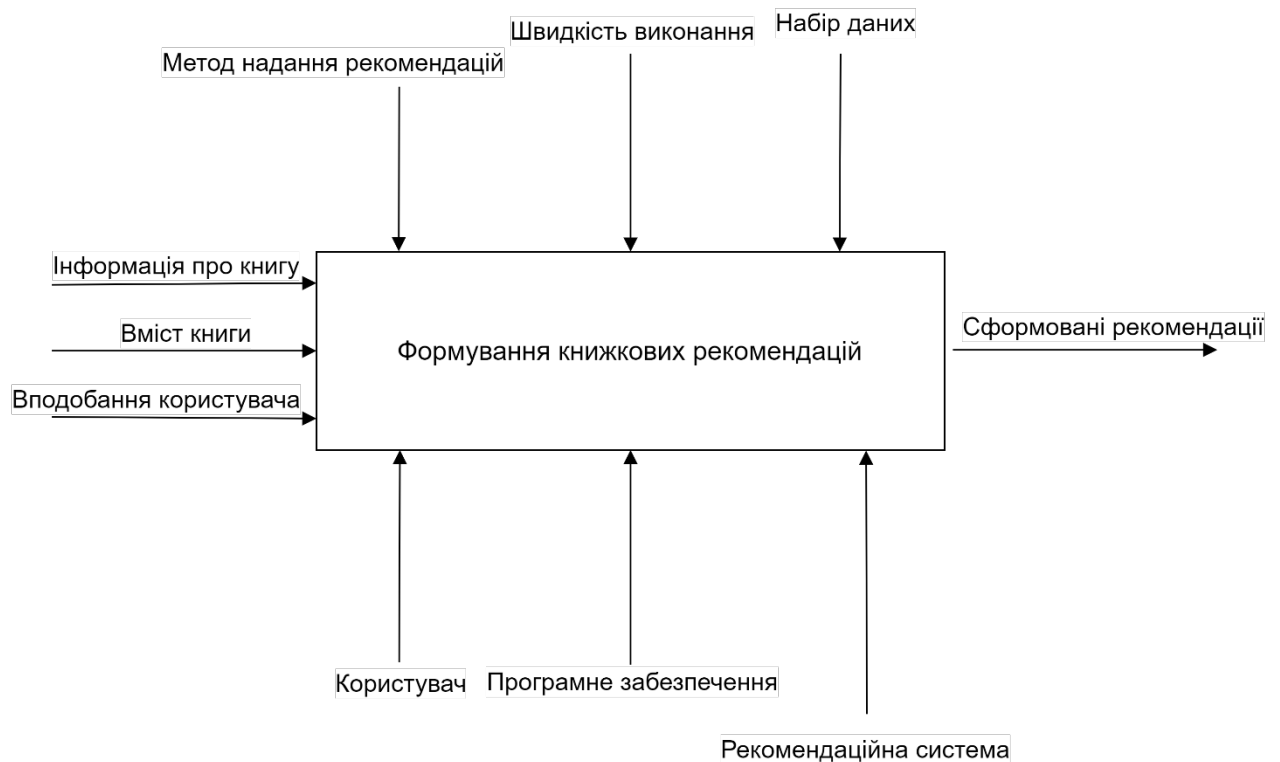 Швидкість виконання
Набір даних
Метод надання рекомендацій
Інформація про книгу
Вміст книги
Вподобання користувача
Формування книжкових рекомендацій
Сформовані рекомендації
Користувач
Програмне забезпечення
Рекомендаційна система